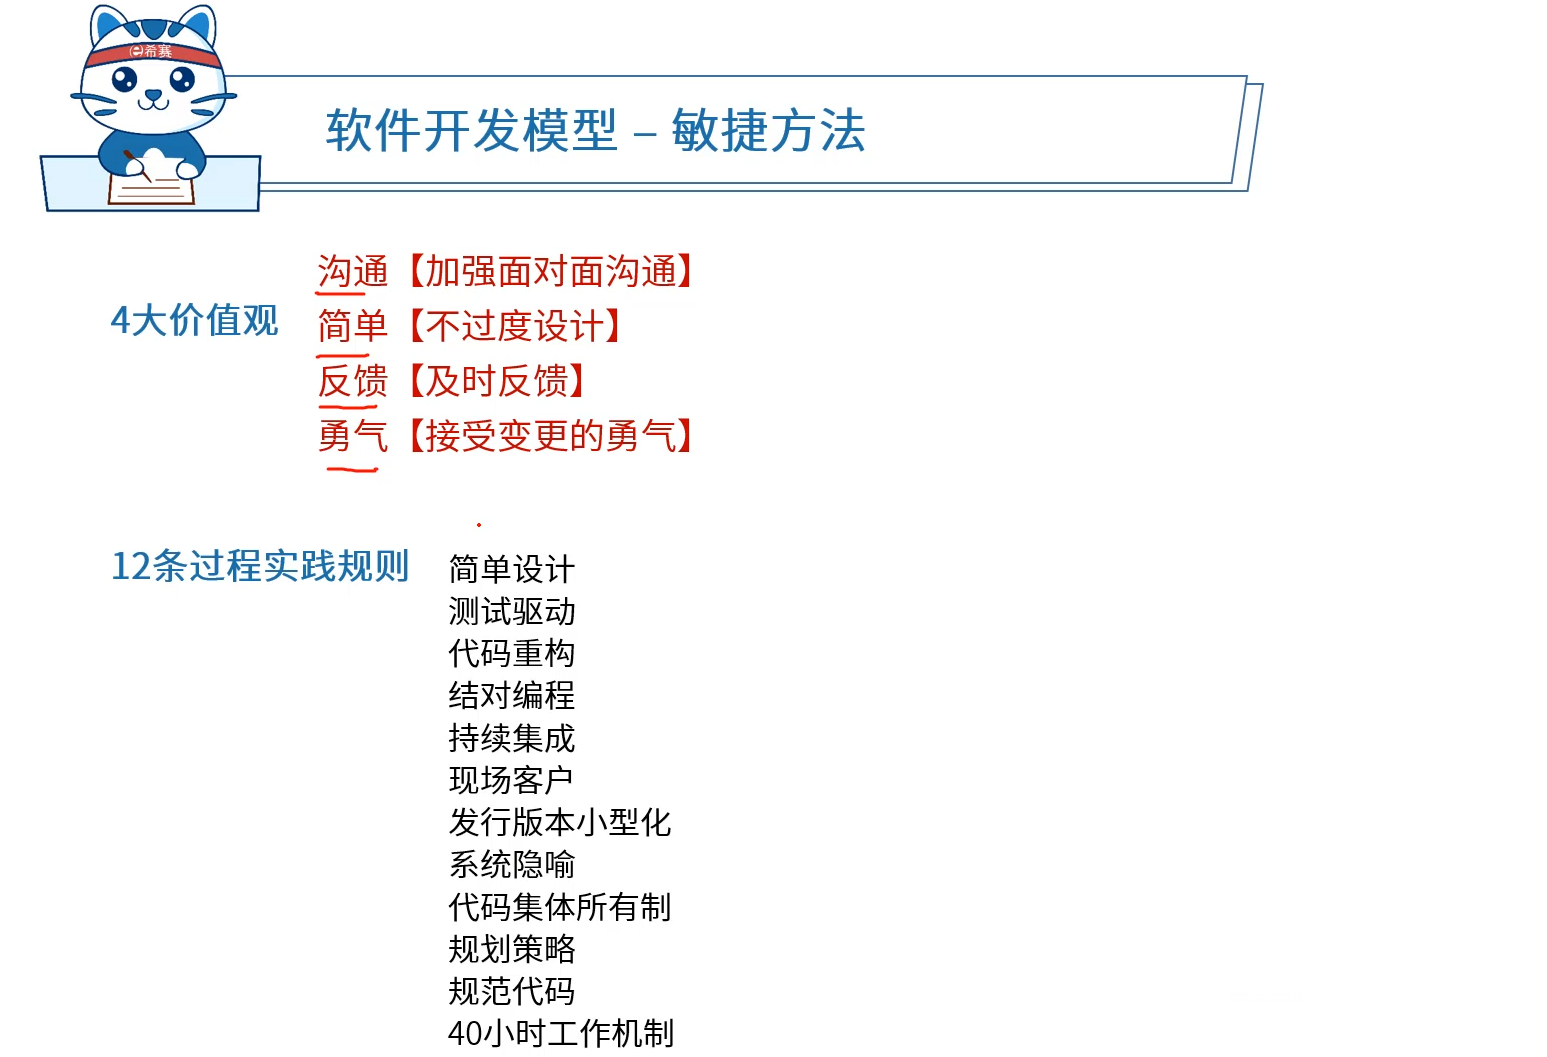 e希赛
软件开发模型 – 敏捷方法
4大价值观
沟通【加强面对面沟通】
简单【不过度设计】
反馈【及时反馈】
勇气【接受变更的勇气】
12条过程实践规则
简单设计
测试驱动
代码重构
结对编程
持续集成
现场客户
发行版本小型化
系统隐喻
代码集体所有制
规划策略
规范代码
40小时工作机制